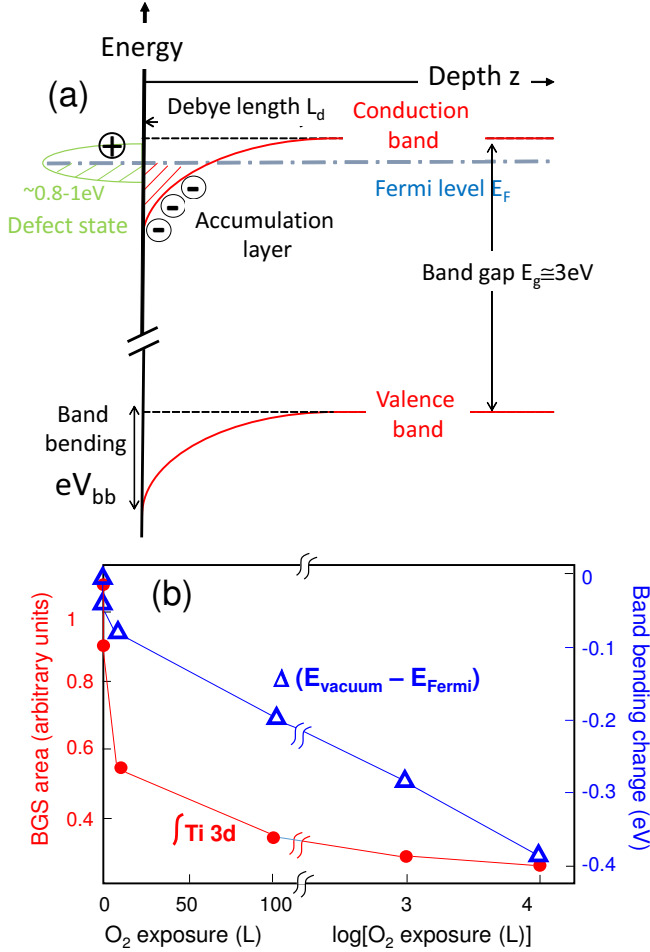 Energy
(a)
Depth z
Debye length L_d
Conduction
band
+
~0.8-1eV
Defect state
Fermi level E_F
-
-
-
Accumulation
layer
Band gap E_g≅3eV
Band
bending
eV_bb
Valence
band
(b)
BGS area (arbitrary units)
1
0.8
0.6
0.4
Δ (E_vacuum – E_Fermi)
∫Ti 3d
0
-0.1
-0.2
-0.3
-0.4
Band bending change
(eV)
0 50 100 3 4
O₂ exposure (L) log[O₂ exposure (L)]